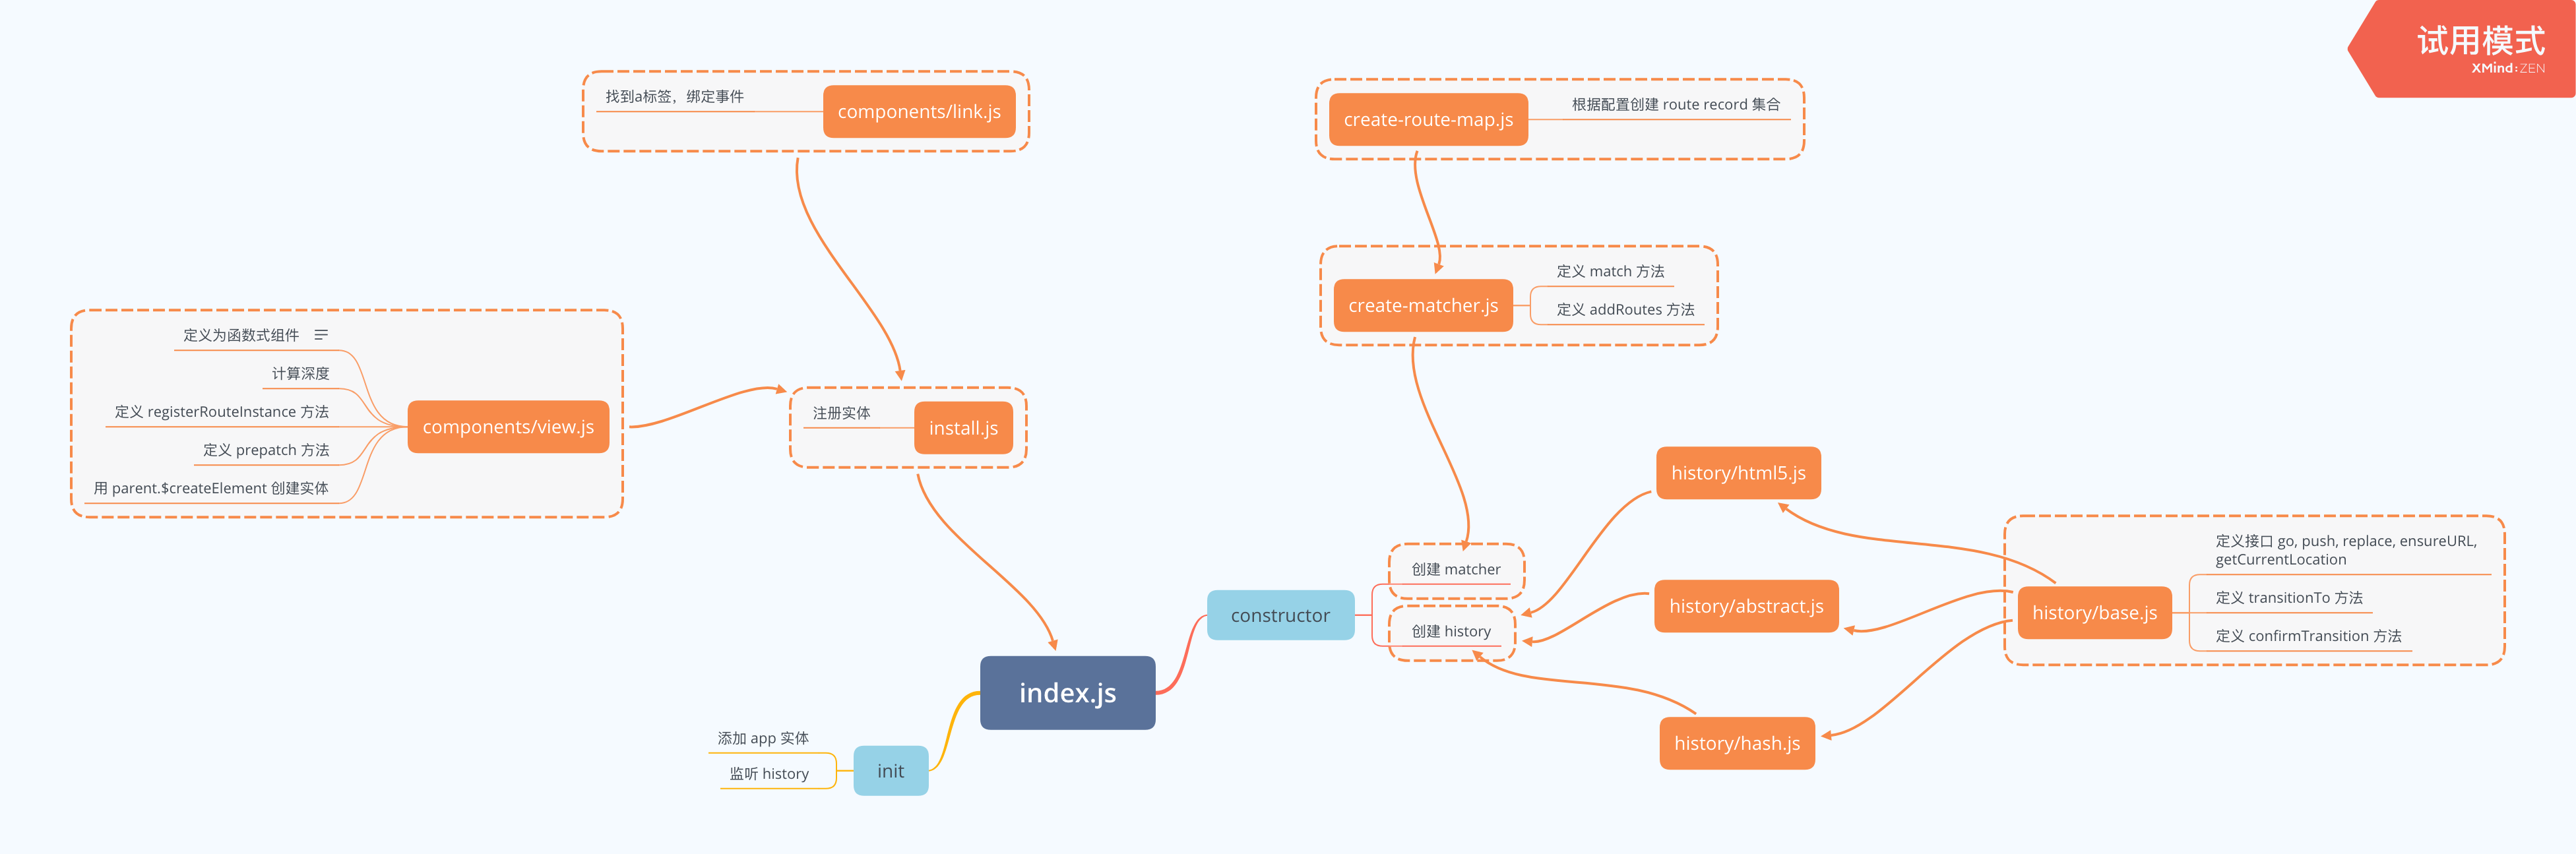 试用模式
XMind:ZEN
找到a标签，绑定事件
components/link.js
create-route-map.js
根据配置创建 route record 集合
create-matcher.js
定义 match 方法
定义 addRoutes 方法
定义为函数式组件
计算深度
定义 registerRouteInstance 方法
定义 prepatch 方法
用 parent.$createElement 创建实体
components/view.js
注册实体
install.js
history/html5.js
history/abstract.js
history/hash.js
history/base.js
定义接口 go, push, replace, ensureURL,
getCurrentLocation
定义 transitionTo 方法
定义 confirmTransition 方法
创建 matcher
创建 history
constructor
index.js
添加 app 实体
监听 history
init